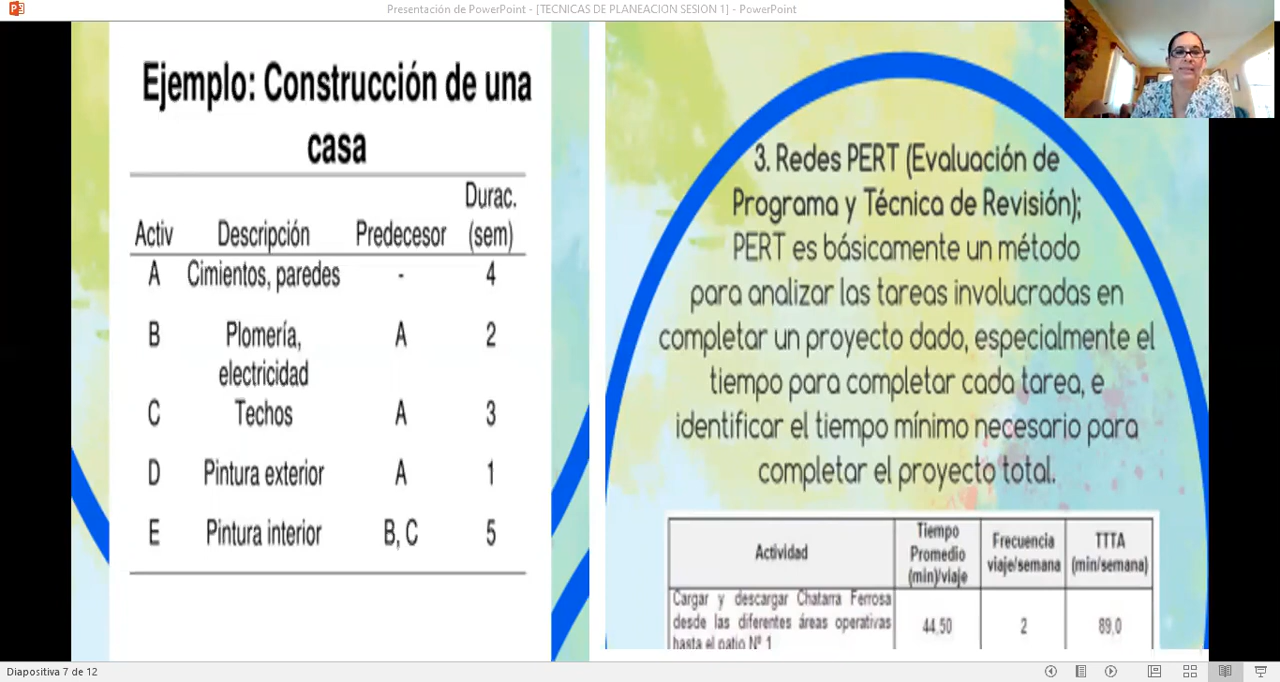 Presentación de PowerPoint - [TECNICAS DE PLANEACION SESION 1] - PowerPoint
Ejemplo: Construcción de una
casa
Durac.
Activ Descripción Predecesor (sem)
A Cimientos, paredes - 4
B Plomería, A 2
electricidad
C Techos A 3
D Pintura exterior A 1
E Pintura interior B, C 5
3. Redes PERT (Evaluación de
Programa y Técnica de Revisión);
PERT es básicamente un método
para analizar las tareas involucradas en
completar un proyecto dado, especialmente el
tiempo para completar cada tarea, e
identificar el tiempo mínimo necesario para
completar el proyecto total.
Actividad
Tiempo
Promedio
(min)/viaje
Frecuencia
viaje/semana
TTTA
(min/semana)
Cargar y descargar Chatarra Ferrosa
desde las diferentes áreas operativas
hasta el patio Nº 1
44,50
2
89,0
Diapositiva 7 de 12